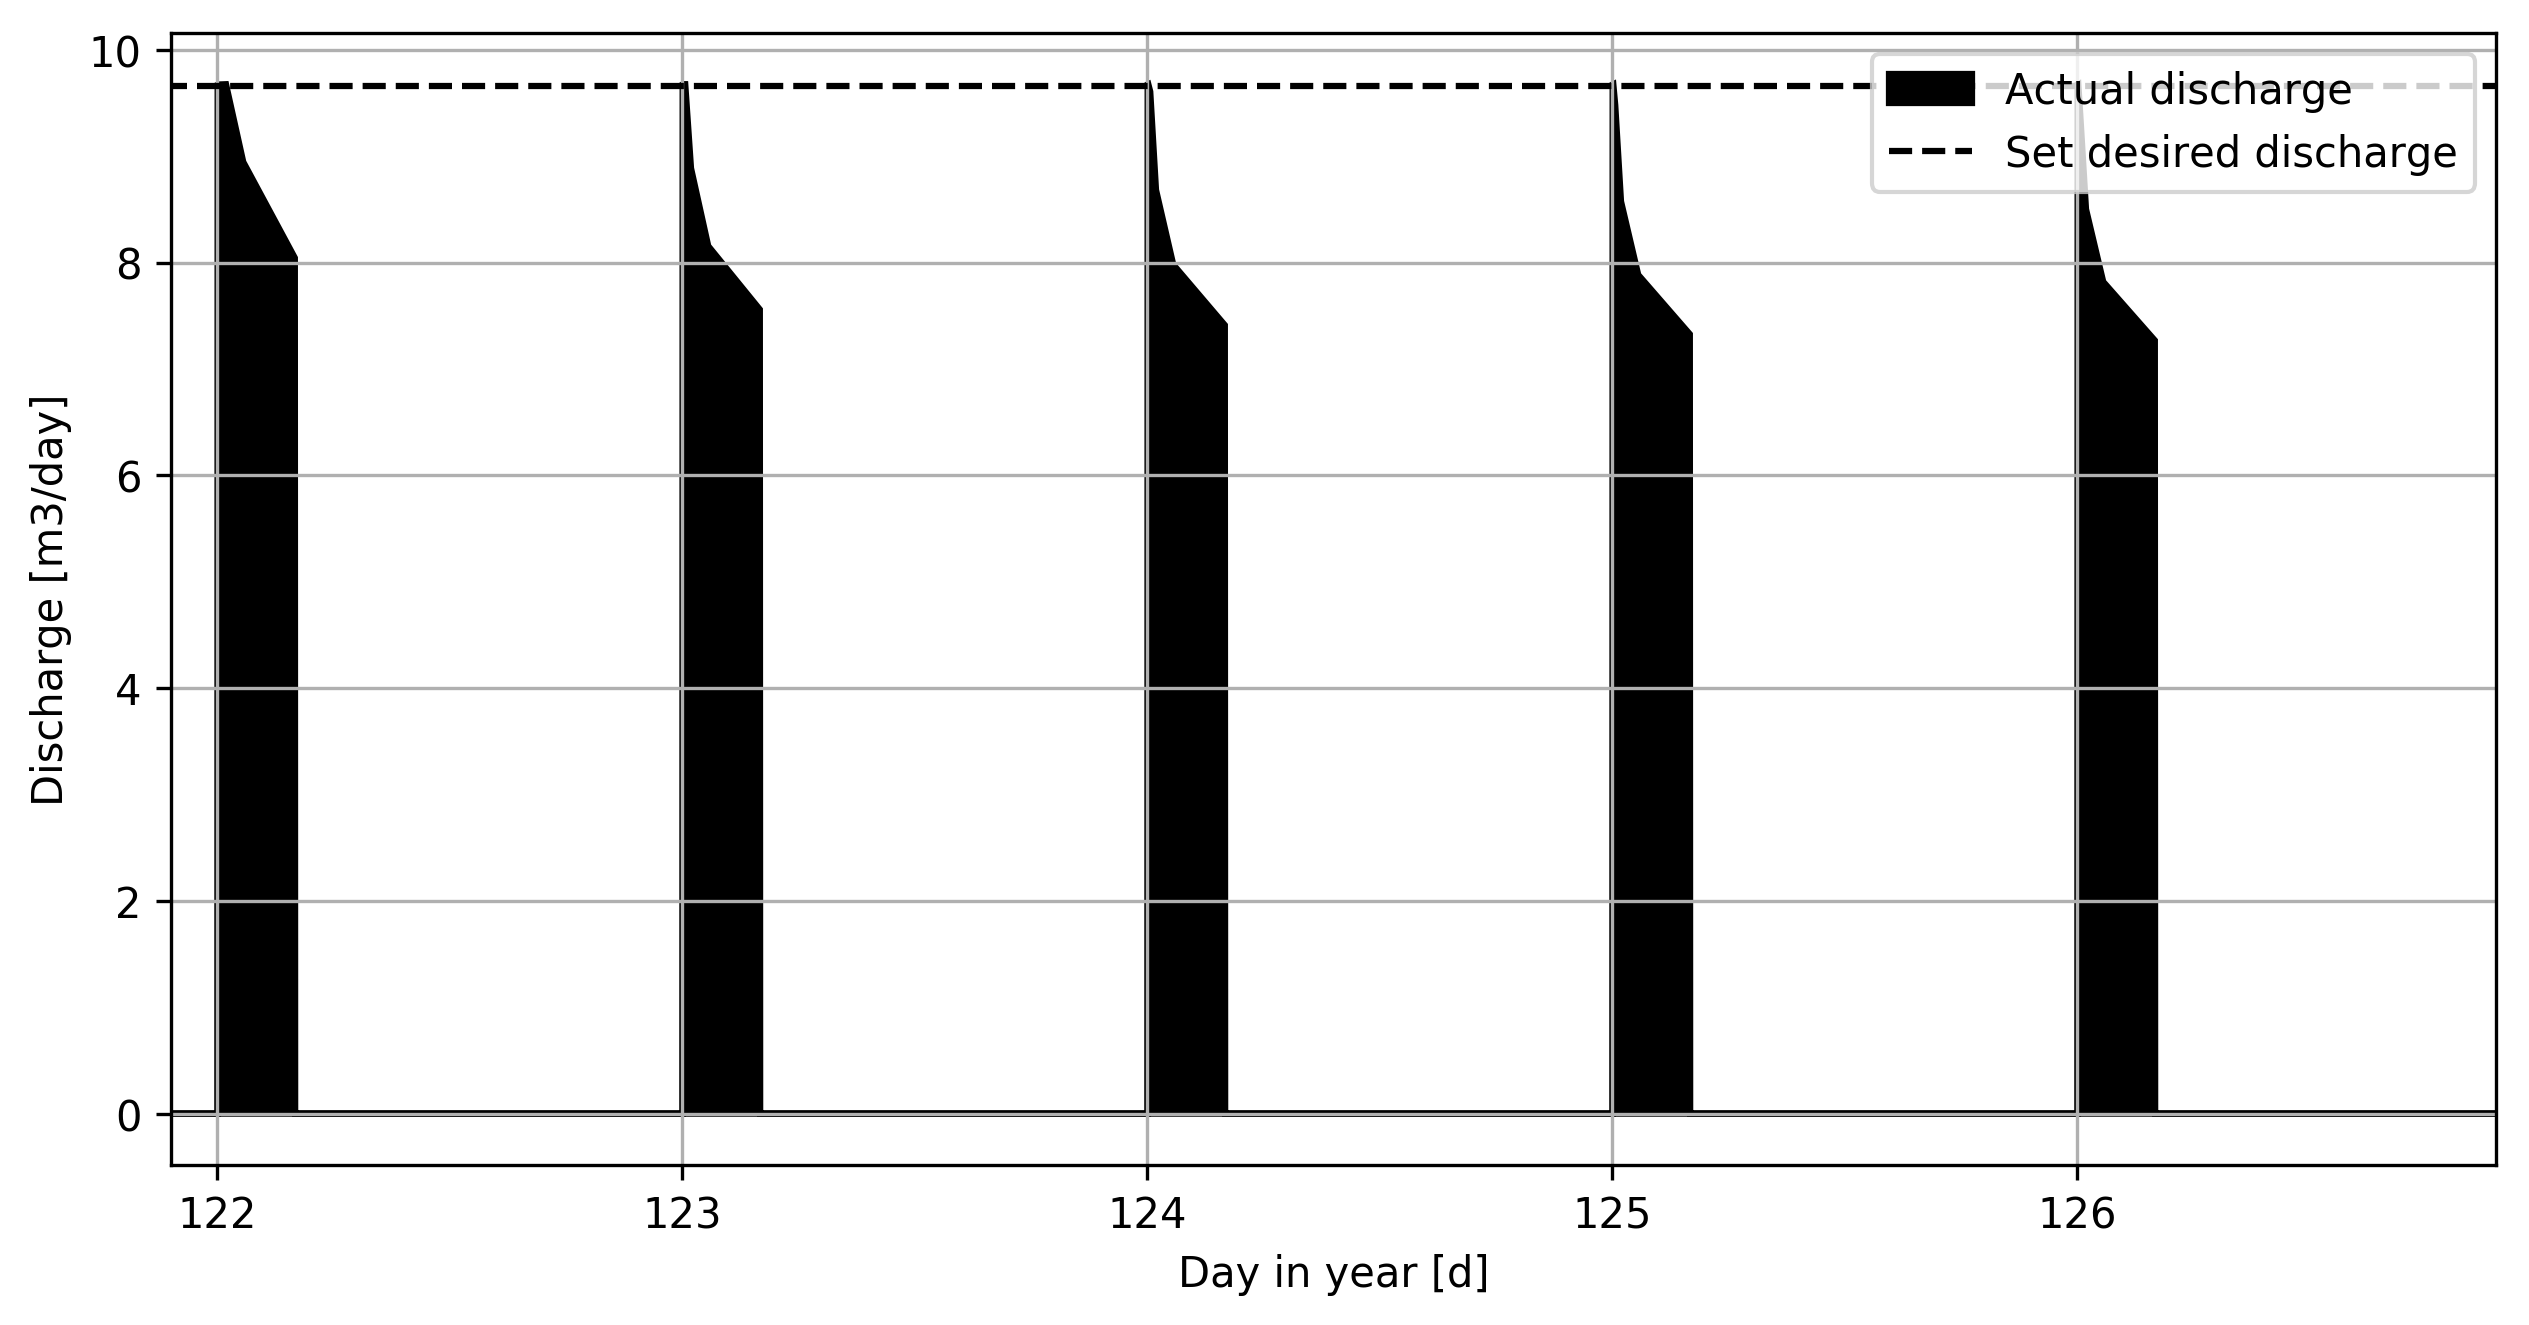 10
8
6
4
2
0
Discharge [m3/day]
Actual discharge
Set desired discharge
122 123 124 125 126
Day in year [d]